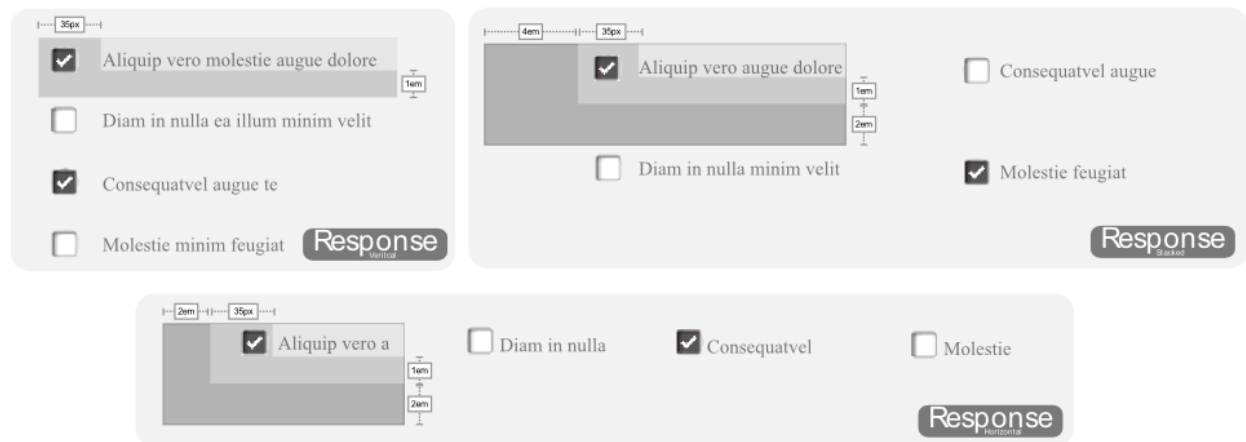 35px
Aliquip vero molestie augue dolore
1em
Diam in nulla ea illum minim velit
Consequatvel augue te
Molestie minim feugiat
Response
Veritcal
4em
35px
Aliquip vero augue dolore
Consequatvel augue
1em
2em
Diam in nulla minim velit
Molestie feugiat
Response
Stacked
2em
35px
Aliquip vero a
Diam in nulla
Consequatvel
Molestie
1em
2em
Response
Horizontal